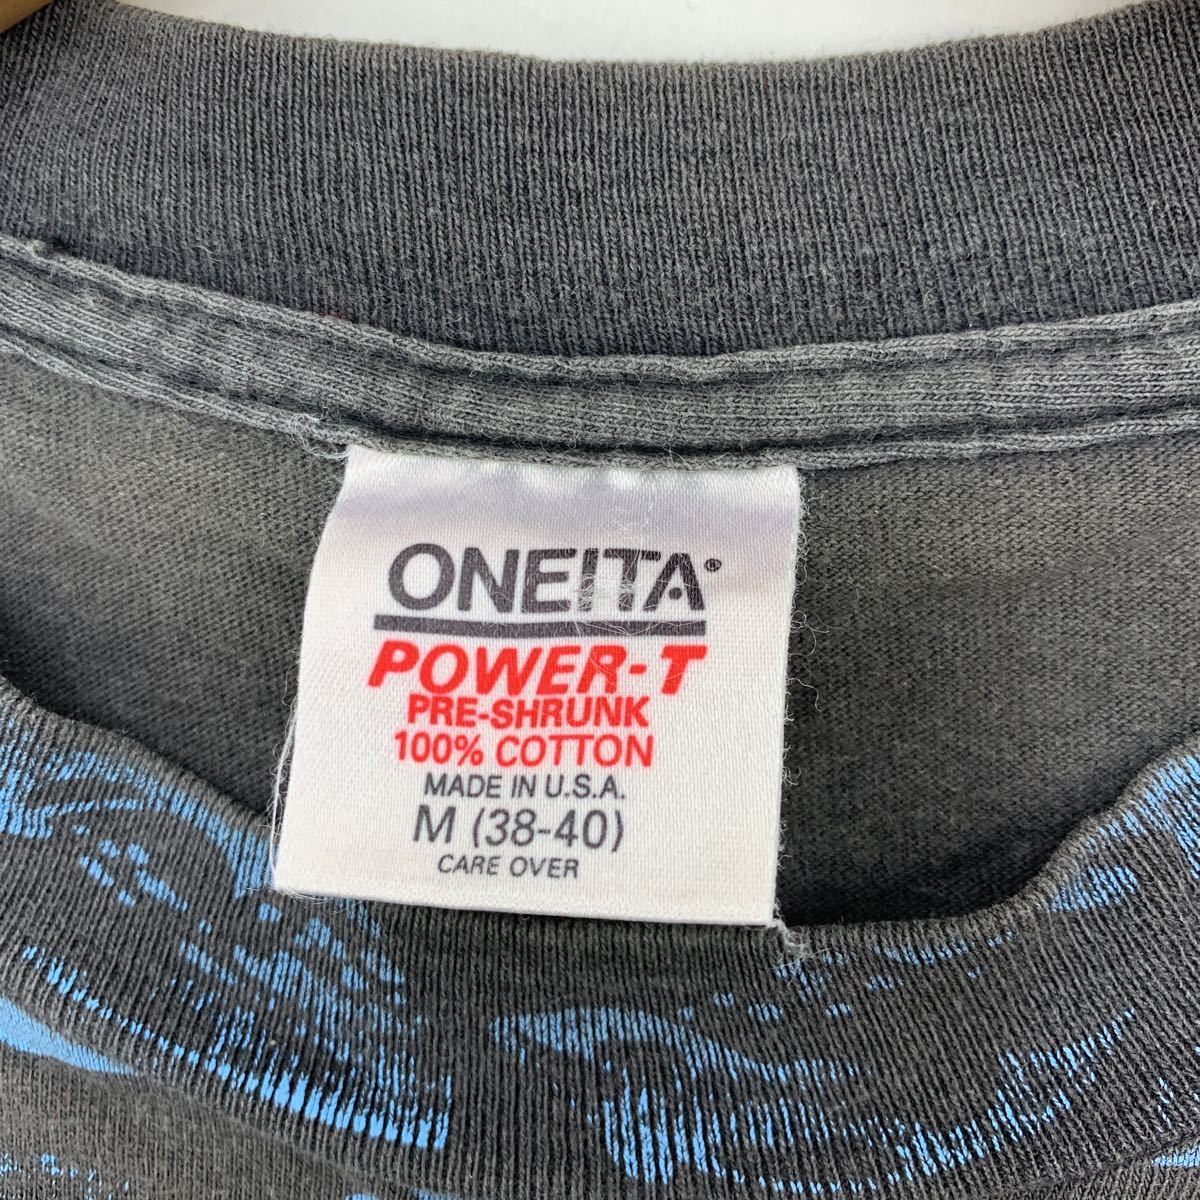 ONEITA®
POWER-T
PRE-SHRUNK
100% COTTON
MADE IN U.S.A.
M (38-40)
CARE OVER